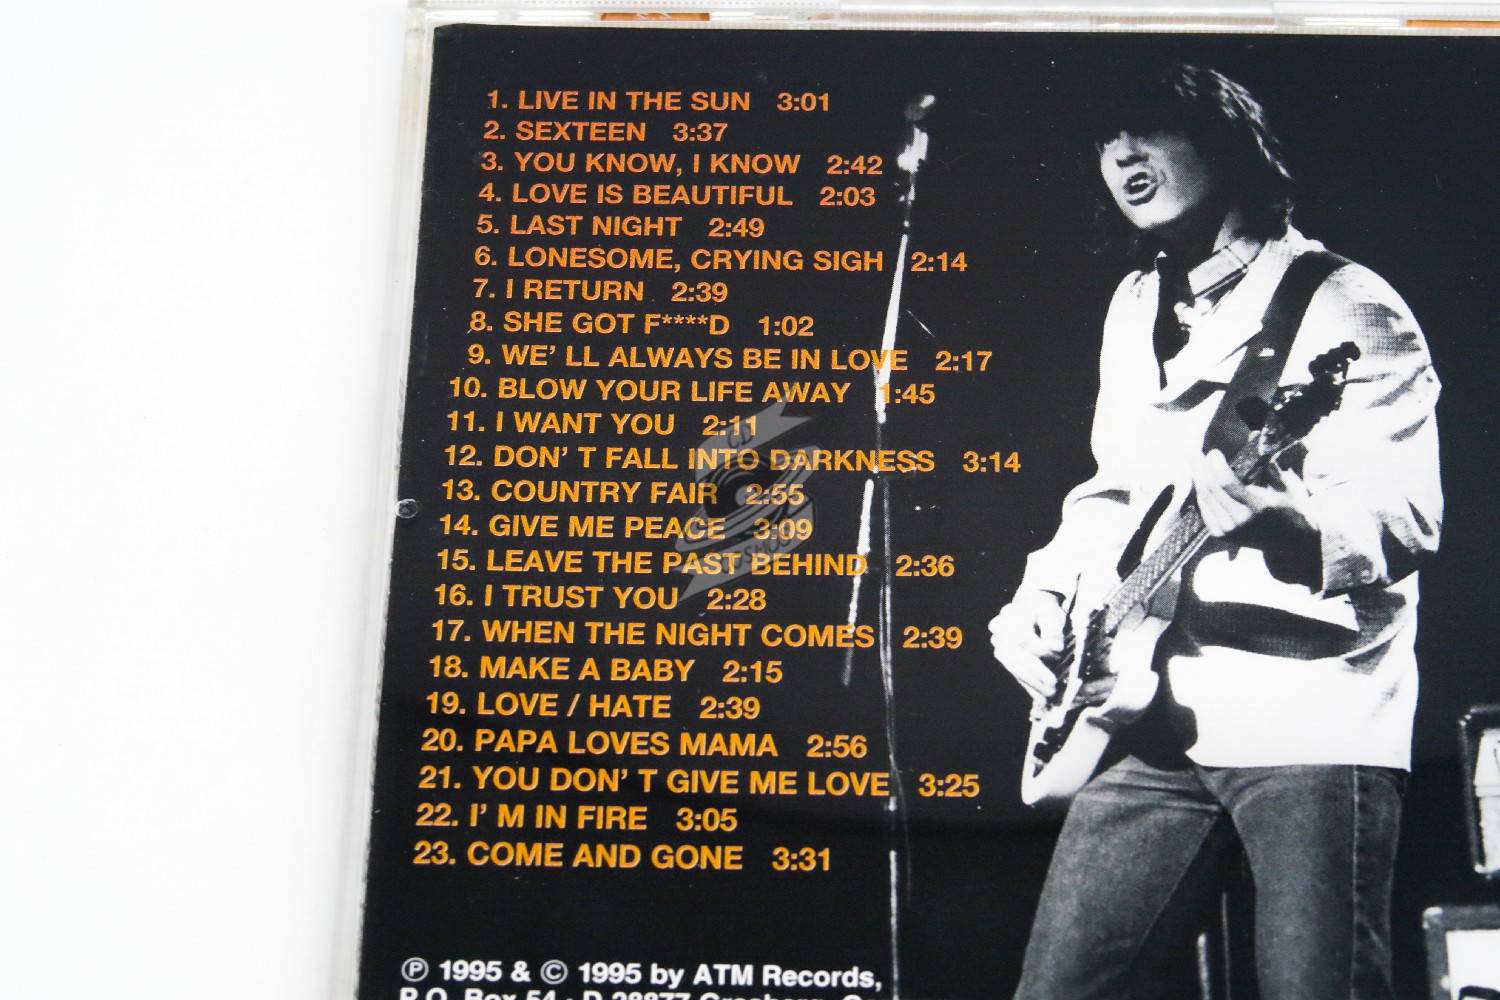 1. LIVE IN THE SUN 3:01
2. SEXTEEN 3:37
3. YOU KNOW, I KNOW 2:42
4. LOVE IS BEAUTIFUL 2:03
5. LAST NIGHT 2:49
6. LONESOME, CRYING SIGH 2:14
7. I RETURN 2:39
8. SHE GOT F****D 1:02
9. WE' LL ALWAYS BE IN LOVE 2:17
10. BLOW YOUR LIFE AWAY 1:45
11. I WANT YOU 2:11
12. DON' T FALL INTO DARKNESS 3:14
13. COUNTRY FAIR 2:55
14. GIVE ME PEACE 3:09
15. LEAVE THE PAST BEHIND 2:36
16. I TRUST YOU 2:28
17. WHEN THE NIGHT COMES 2:39
18. MAKE A BABY 2:15
19. LOVE / HATE 2:39
20. PAPA LOVES MAMA 2:56
21. YOU DON' T GIVE ME LOVE 3:25
22. I' M IN FIRE 3:05
23. COME AND GONE 3:31
CD
KOSMOS
℗ 1995 & © 1995 by ATM Records,
P.O. Box 54 · D-28877